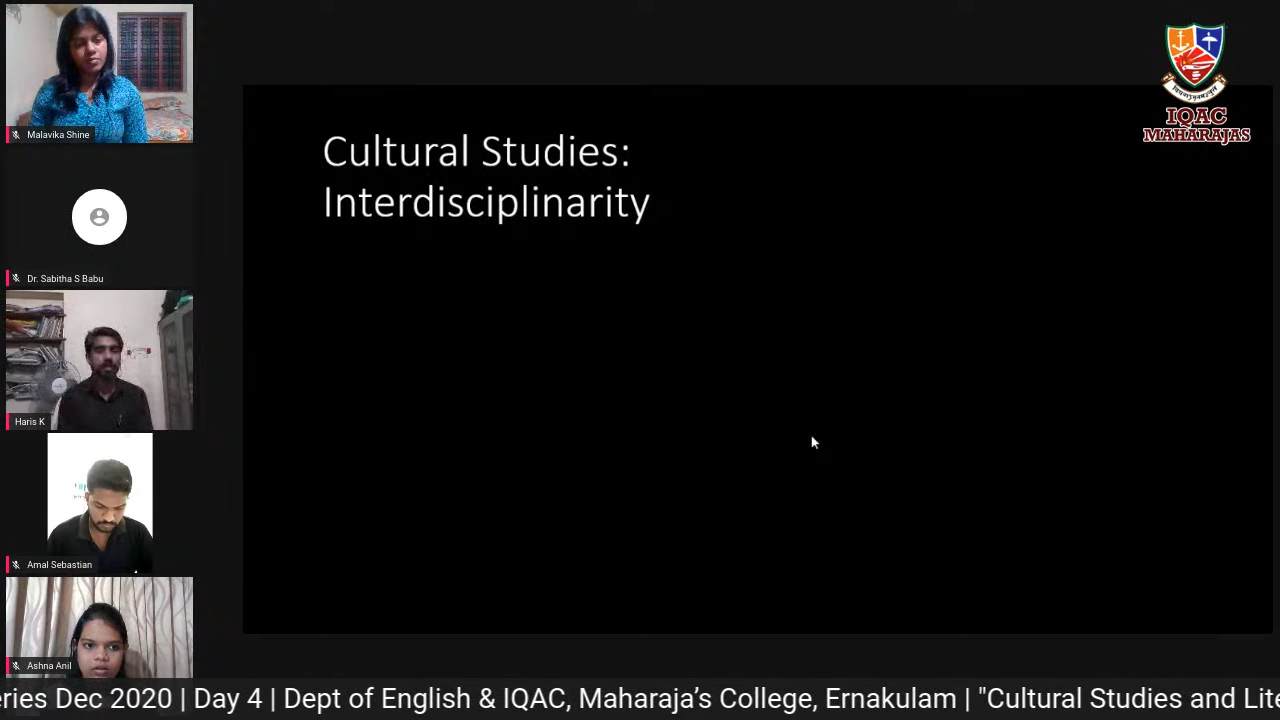 Malavika Shine
Dr. Sabitha S Babu
Haris K
Amal Sebastian
Ashna Anil
Cultural Studies:
Interdisciplinarity
IQAC
MAHARAJAS
eries Dec 2020 | Day 4 | Dept of English & IQAC, Maharaja’s College, Ernakulam | "Cultural Studies and Lite